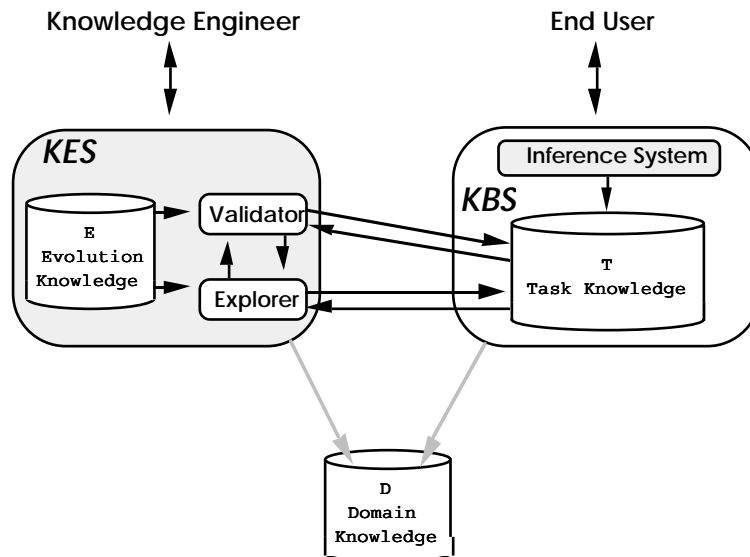 Knowledge Engineer
End User
KES
Inference System
KBS
Validator
E
Evolution
Knowledge
T
Task Knowledge
Explorer
D
Domain
Knowledge